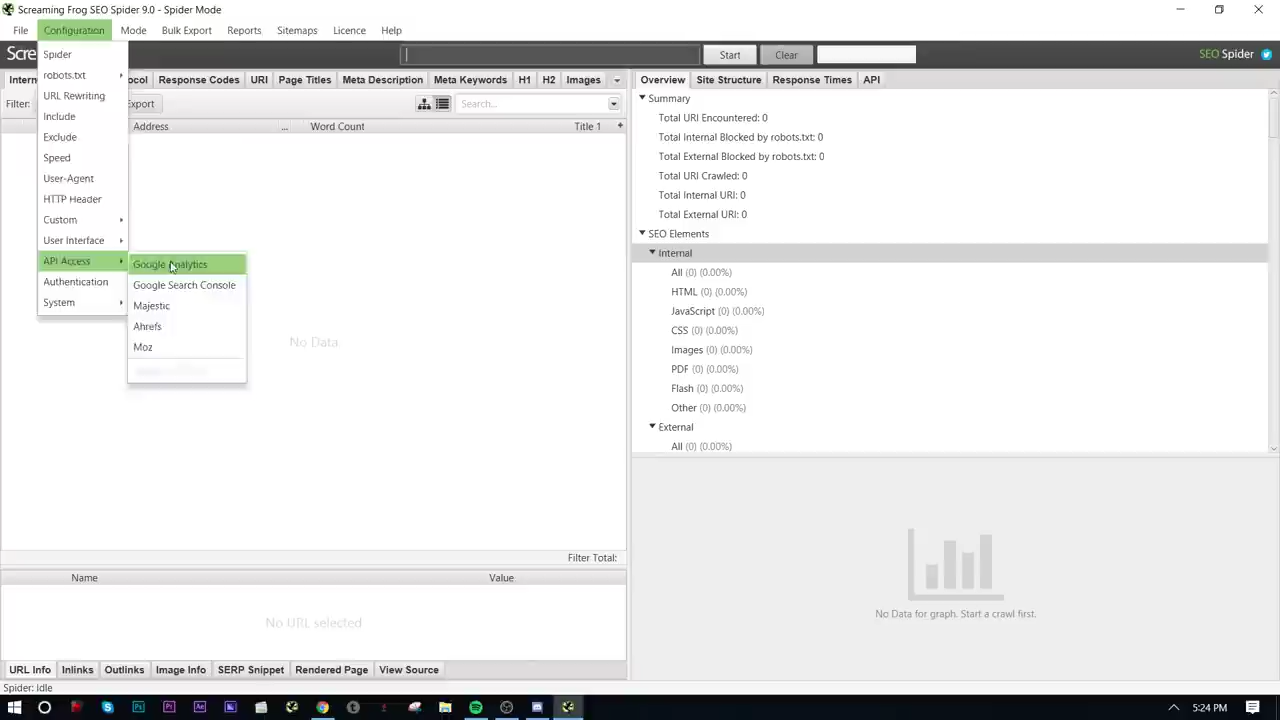 Screaming Frog SEO Spider 9.0 - Spider Mode
File Configuration Mode Bulk Export Reports Sitemaps Licence Help
Scre Start Clear SEO Spider
Intern ocol Response Codes URI Page Titles Meta Description Meta Keywords H1 H2 Images
Filter: Export Search...
Address ... Word Count Title 1 +
Spider
robots.txt
URL Rewriting
Include
Exclude
Speed
User-Agent
HTTP Header
Custom
User Interface
API Access
Authentication
System
Google Analytics
Google Search Console
Majestic
Ahrefs
Moz
No Data
Filter Total:
Name Value
No URL selected
URL Info Inlinks Outlinks Image Info SERP Snippet Rendered Page View Source
Spider: Idle
Overview Site Structure Response Times API
Summary
Total URI Encountered: 0
Total Internal Blocked by robots.txt: 0
Total External Blocked by robots.txt: 0
Total URI Crawled: 0
Total Internal URI: 0
Total External URI: 0
SEO Elements
Internal
All (0) (0.00%)
HTML (0) (0.00%)
JavaScript (0) (0.00%)
CSS (0) (0.00%)
Images (0) (0.00%)
PDF (0) (0.00%)
Flash (0) (0.00%)
Other (0) (0.00%)
External
All (0) (0.00%)
No Data for graph. Start a crawl first.
5:24 PM